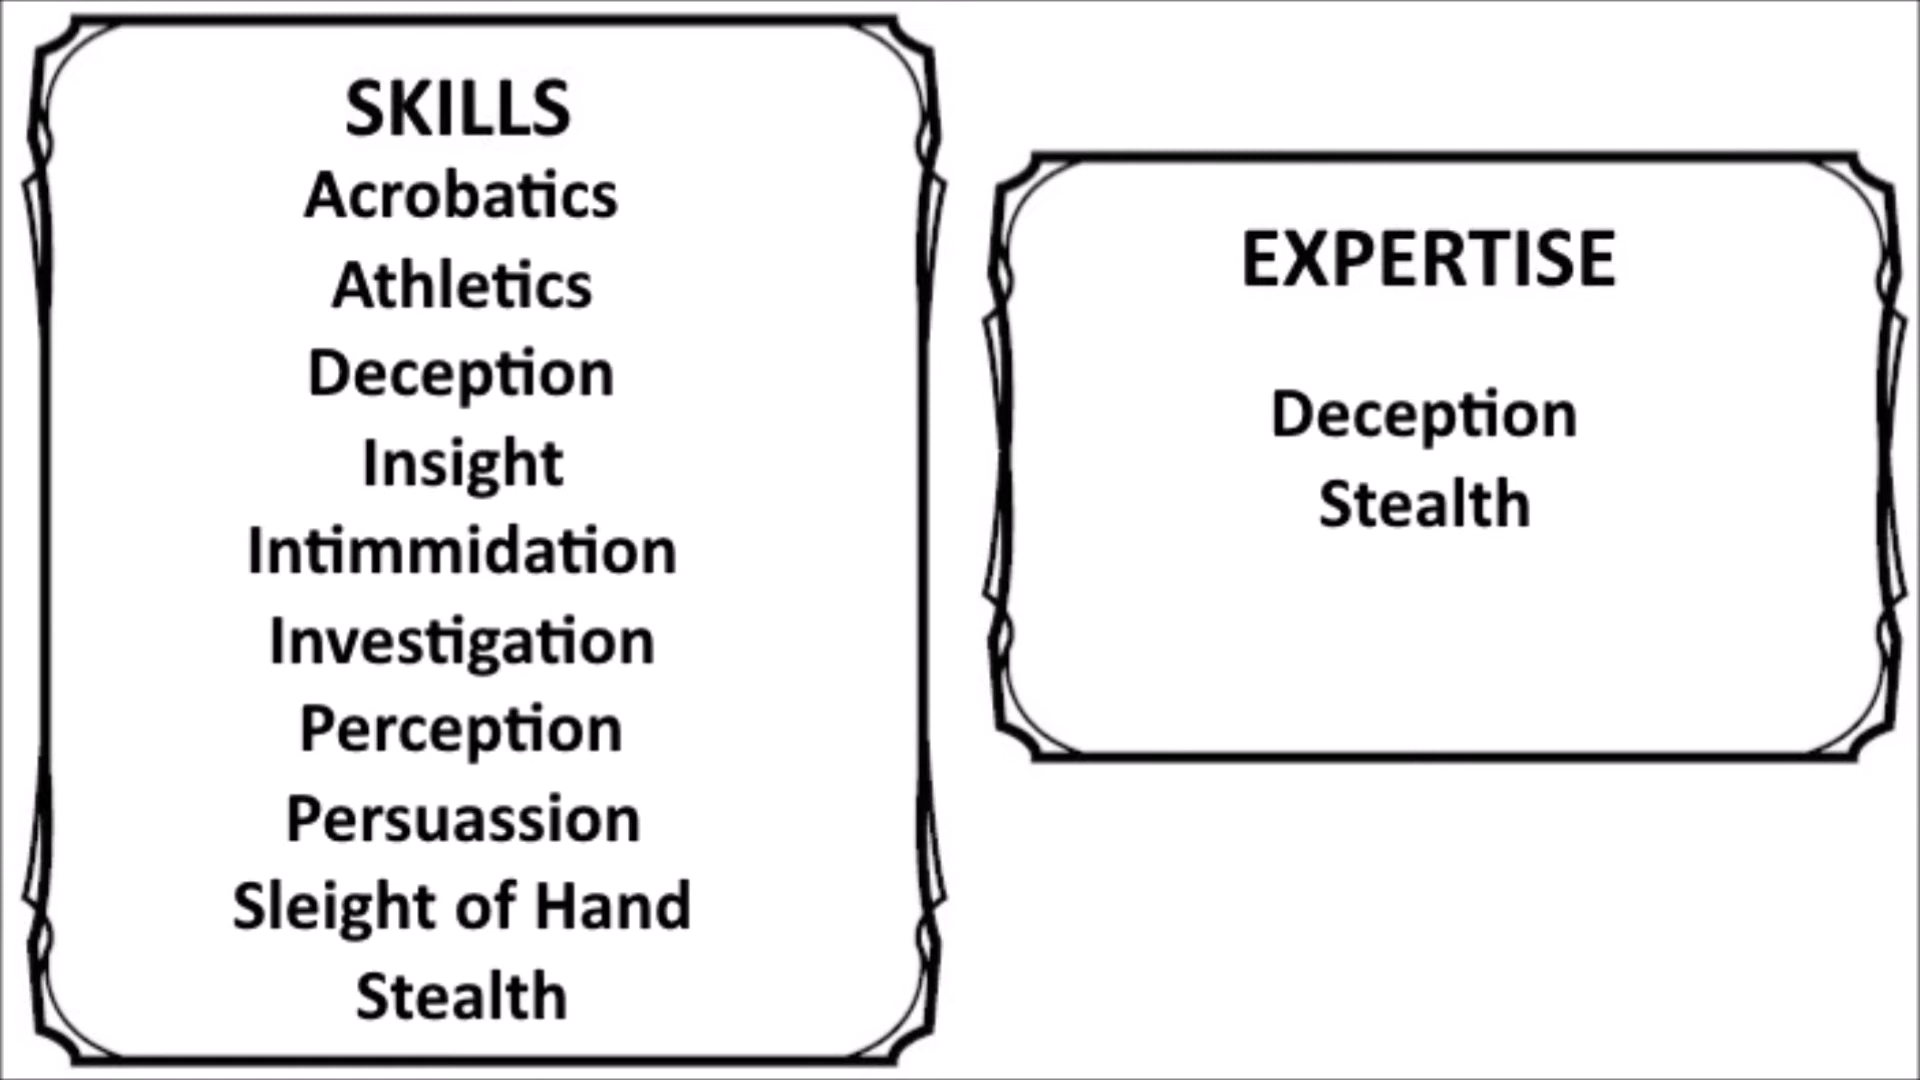 SKILLS
Acrobatics
Athletics
Deception
Insight
Intimmidation
Investigation
Perception
Persuassion
Sleight of Hand
Stealth
EXPERTISE
Deception
Stealth